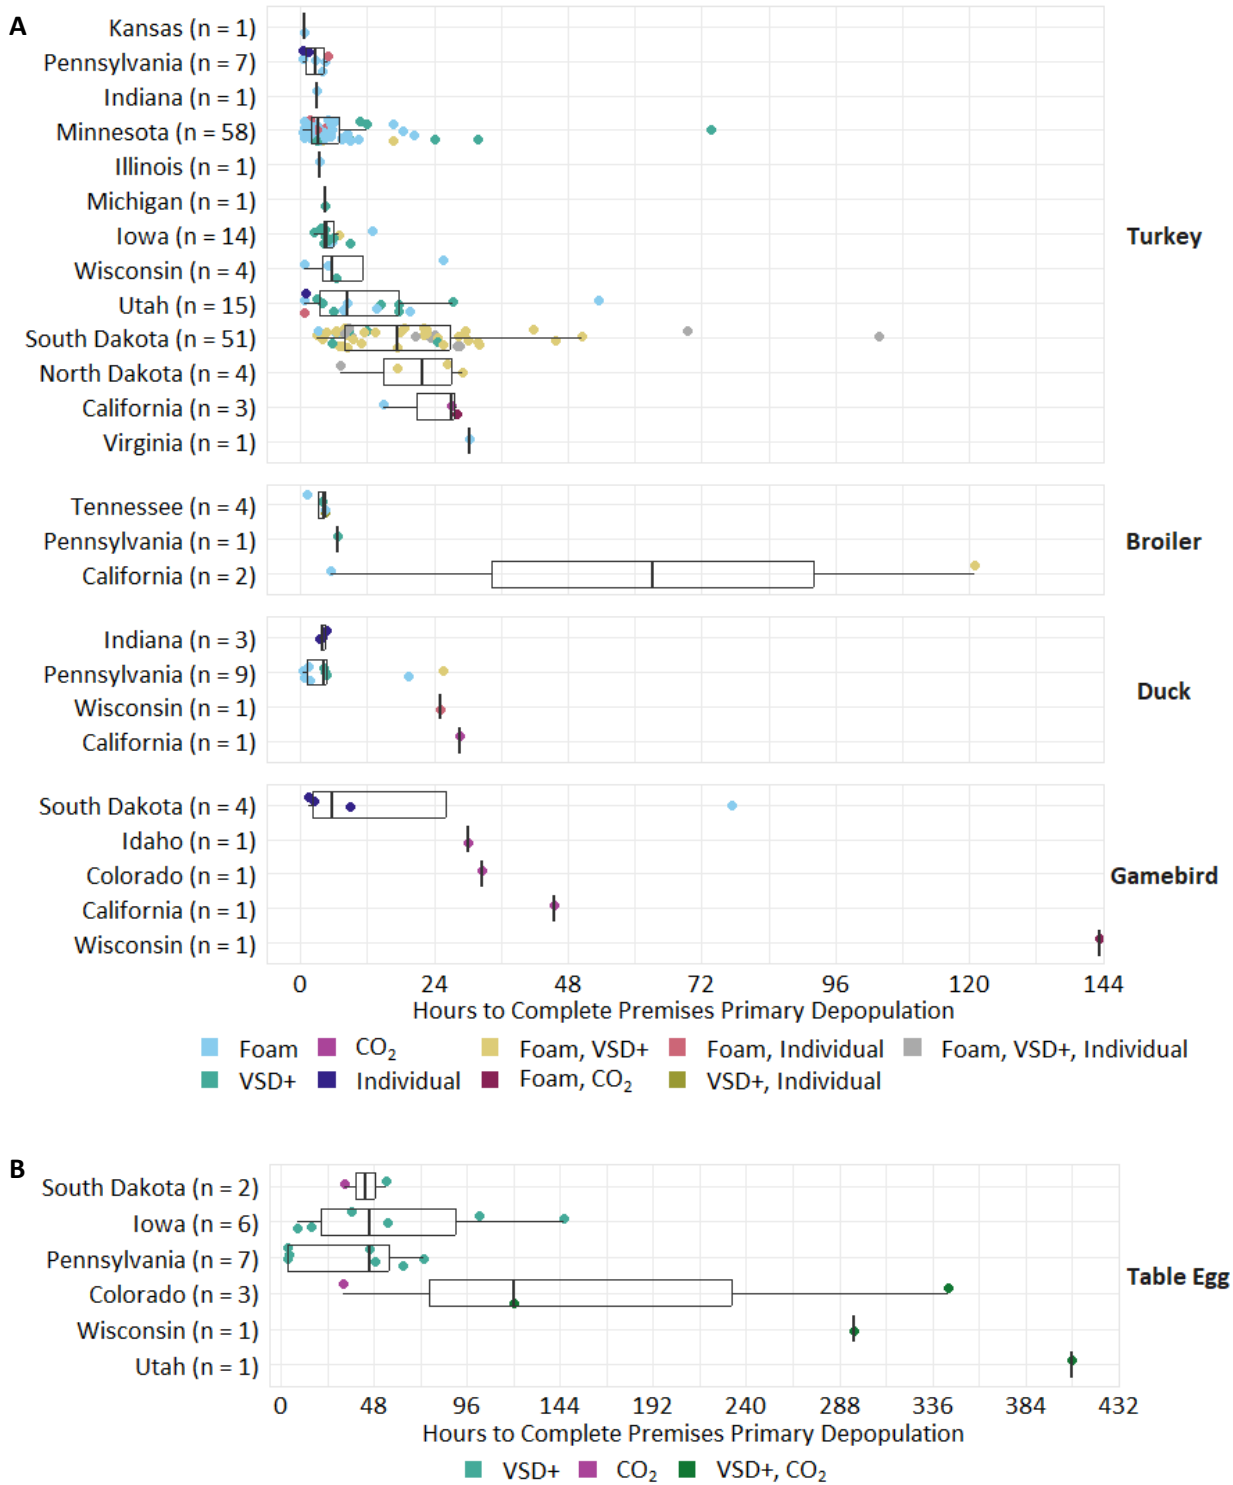 A
Kansas (n = 1)
Pennsylvania (n = 7)
Indiana (n = 1)
Minnesota (n = 58)
Illinois (n = 1)
Michigan (n = 1)
Iowa (n = 14)
Wisconsin (n = 4)
Utah (n = 15)
South Dakota (n = 51)
North Dakota (n = 4)
California (n = 3)
Virginia (n = 1)
Turkey
Tennessee (n = 4)
Pennsylvania (n = 1)
California (n = 2)
Broiler
Indiana (n = 3)
Pennsylvania (n = 9)
Wisconsin (n = 1)
California (n = 1)
Duck
South Dakota (n = 4)
Idaho (n = 1)
Colorado (n = 1)
California (n = 1)
Wisconsin (n = 1)
Gamebird
0 24 48 72 96 120 144
Hours to Complete Premises Primary Depopulation
Foam CO₂ Foam, VSD+ Foam, Individual Foam, VSD+, Individual
VSD+ Individual Foam, CO₂ VSD+, Individual
B
South Dakota (n = 2)
Iowa (n = 6)
Pennsylvania (n = 7)
Colorado (n = 3)
Wisconsin (n = 1)
Utah (n = 1)
Table Egg
0 48 96 144 192 240 288 336 384 432
Hours to Complete Premises Primary Depopulation
VSD+ CO₂ VSD+, CO₂